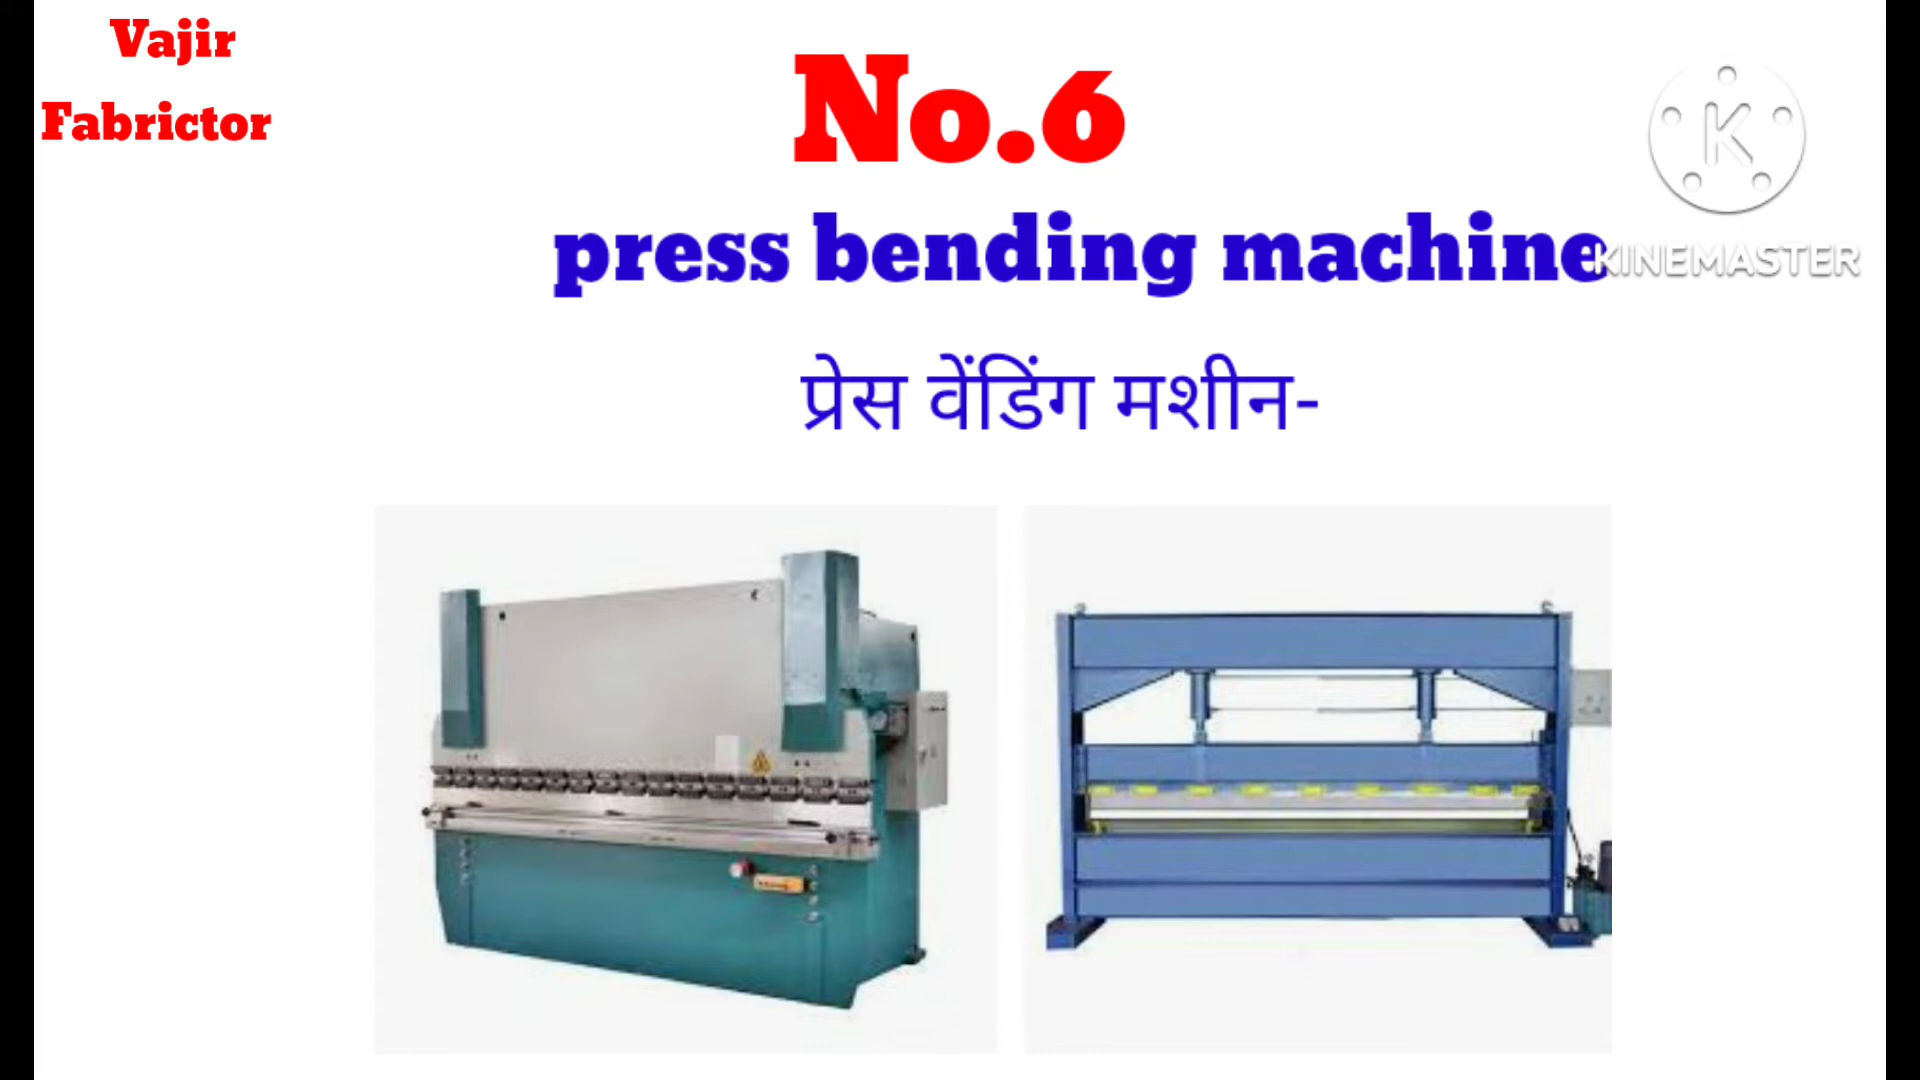 Vajir
Fabrictor
No.6
press bending machine
KINEMASTER
प्रेस वेंडिंग मशीन-